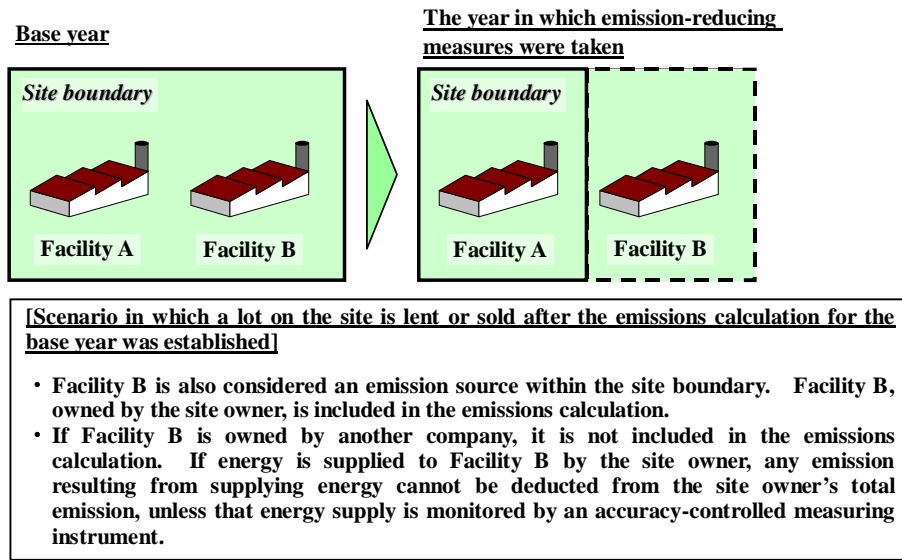 Base year
The year in which emission-reducing
measures were taken
Site boundary
Site boundary
Facility A
Facility B
Facility A
Facility B
[Scenario in which a lot on the site is lent or sold after the emissions calculation for the
base year was established]
・Facility B is also considered an emission source within the site boundary. Facility B,
owned by the site owner, is included in the emissions calculation.
・If Facility B is owned by another company, it is not included in the emissions
calculation. If energy is supplied to Facility B by the site owner, any emission
resulting from supplying energy cannot be deducted from the site owner's total
emission, unless that energy supply is monitored by an accuracy-controlled measuring
instrument.